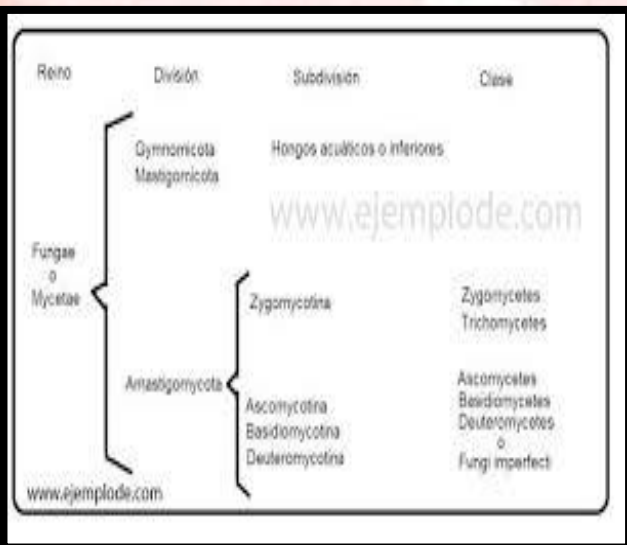 Reino División Subdivisión Clase
Gymnomicota Hongos acuáticos o inferiores
Mastigomicota
www.ejemplode.com
Fungae
o
Mycetae
Zygomycotina Zygomycetes
Trichomycetes
Amastigomycota
Ascomycotina Ascomycetes
Basidiomycotina Basidiomycetes
Deuteromycotina Deuteromycetes
o
Fungi imperfecti
www.ejemplode.com